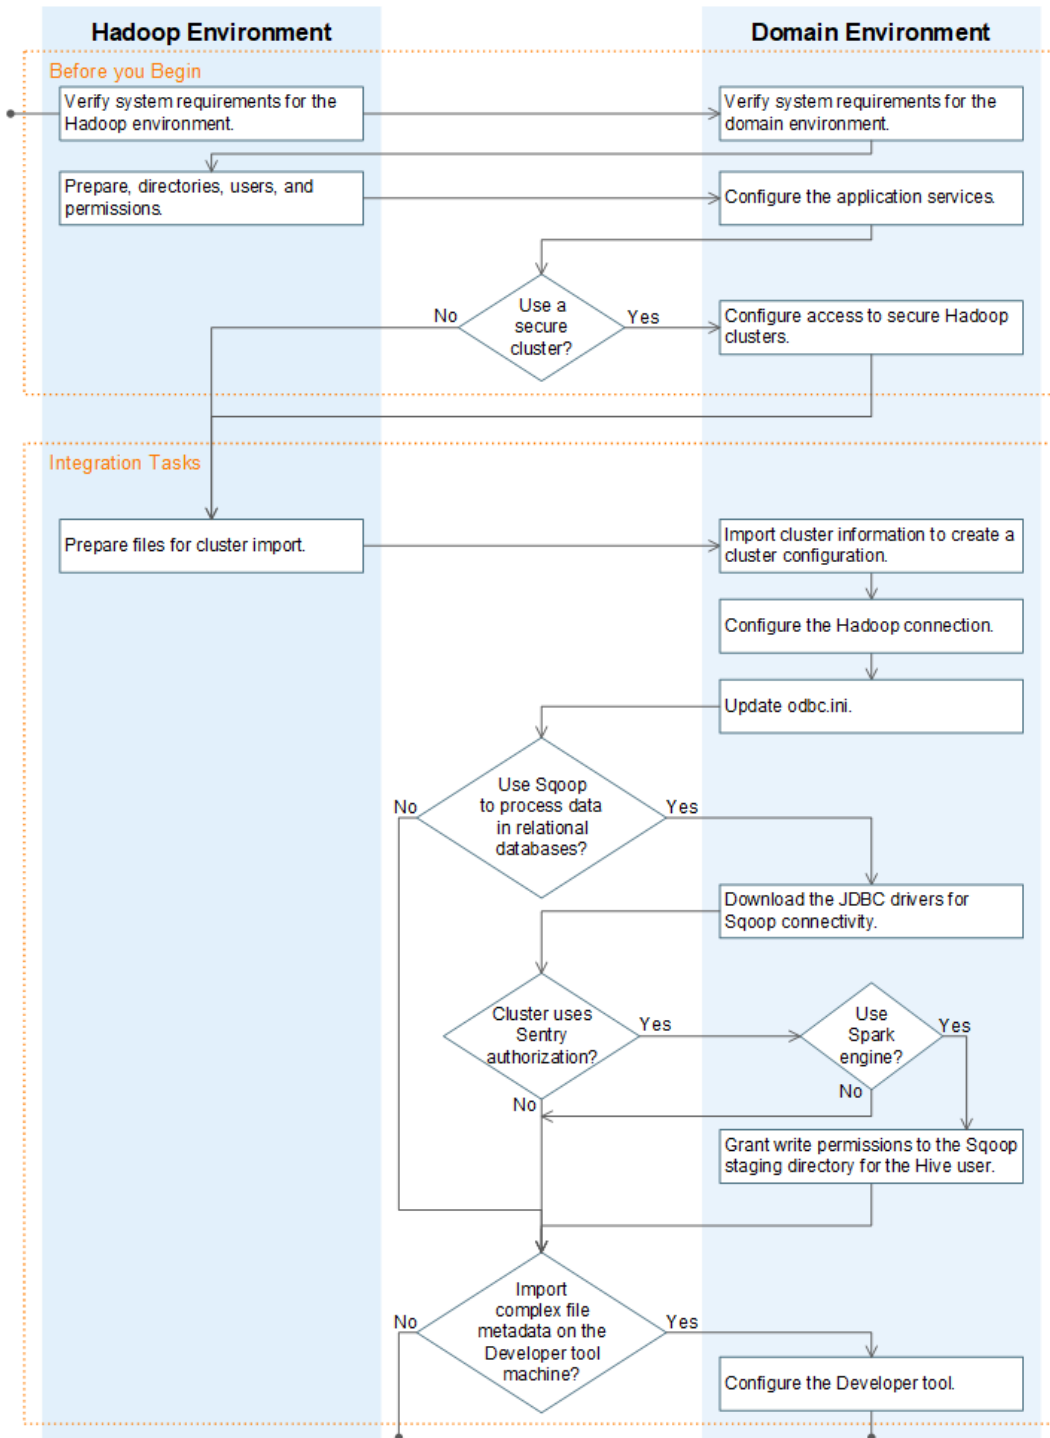 Hadoop Environment
Domain Environment
Before you Begin
Verify system requirements for the
Hadoop environment.
Verify system requirements for the
domain environment.
Prepare, directories, users, and
permissions.
Configure the application services.
Use a
secure
cluster?
No
Yes
Configure access to secure Hadoop
clusters.
Integration Tasks
Prepare files for cluster import.
Import cluster information to create a
cluster configuration.
Configure the Hadoop connection.
Update odbc.ini.
Use Sqoop
to process data
in relational
databases?
No
Yes
Download the JDBC drivers for
Sqoop connectivity.
Cluster uses
Sentry
authorization?
Yes
No
Use
Spark
engine?
Yes
No
Grant write permissions to the Sqoop
staging directory for the Hive user.
Import
complex file
metadata on the
Developer tool
machine?
No
Yes
Configure the Developer tool.